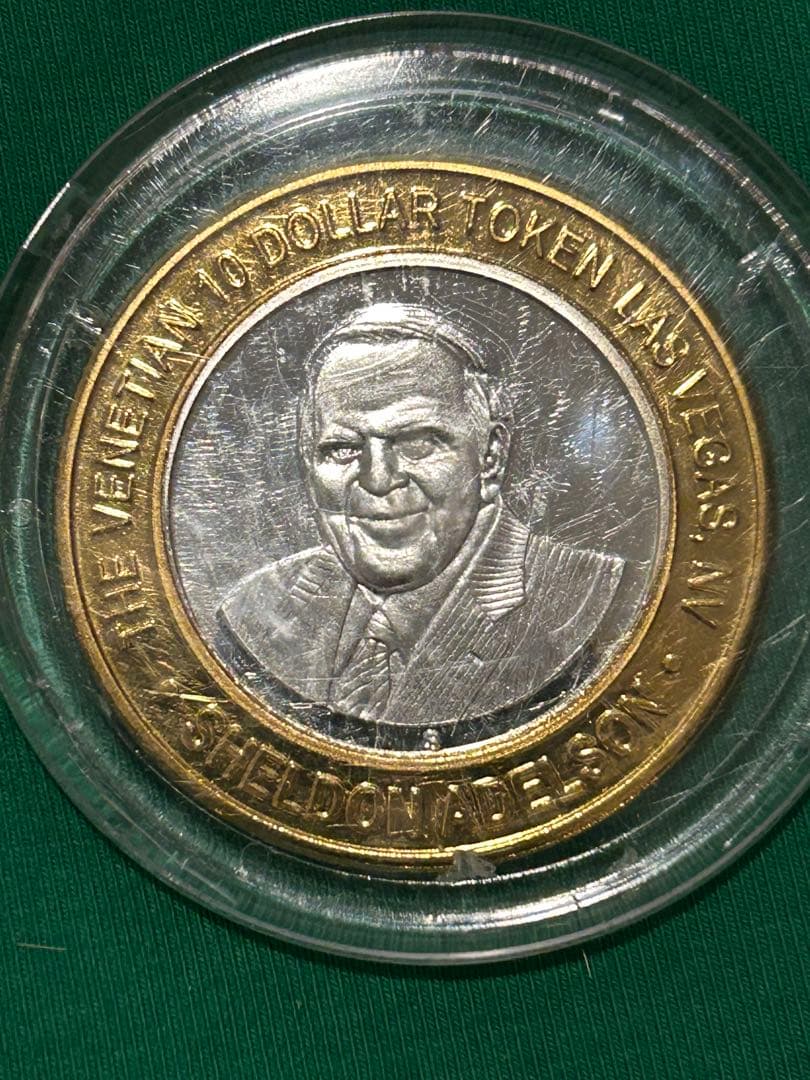 THE VENETIAN 10 DOLLAR TOKEN LAS VEGAS, NV
• SHELDON ADELSON •
S